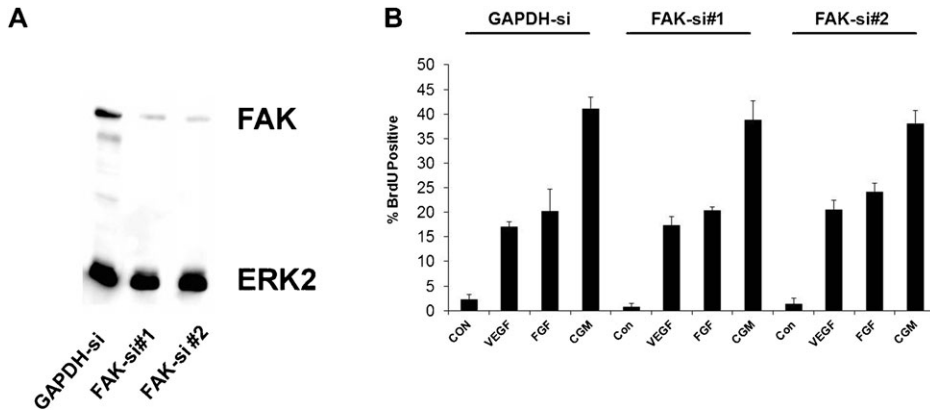 A
FAK
ERK2
GAPDH-si
FAK-si#1
FAK-si #2
B
GAPDH-si FAK-si#1 FAK-si#2
% BrdU Positive
50
45
40
35
30
25
20
15
10
5
0
CON VEGF FGF CGM Con VEGF FGF CGM Con VEGF FGF CGM